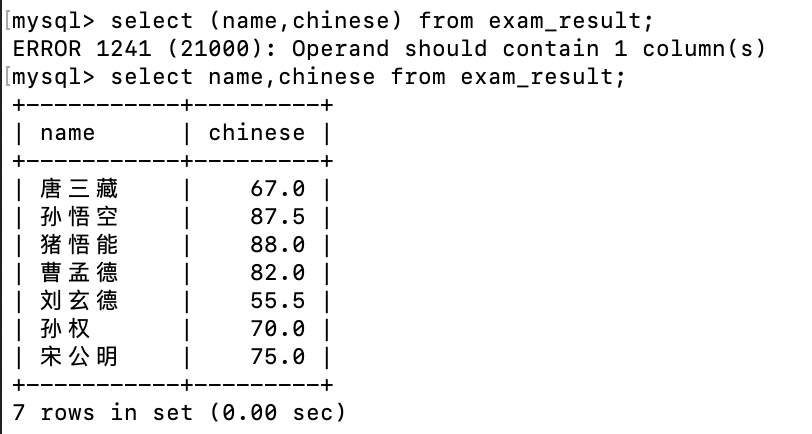 [mysql> select (name,chinese) from exam_result;
ERROR 1241 (21000): Operand should contain 1 column(s)
[mysql> select name,chinese from exam_result;
+-----------+---------+
| name      | chinese |
+-----------+---------+
| 唐三藏    |    67.0 |
| 孙悟空    |    87.5 |
| 猪悟能    |    88.0 |
| 曹孟德    |    82.0 |
| 刘玄德    |    55.5 |
| 孙权      |    70.0 |
| 宋公明    |    75.0 |
+-----------+---------+
7 rows in set (0.00 sec)